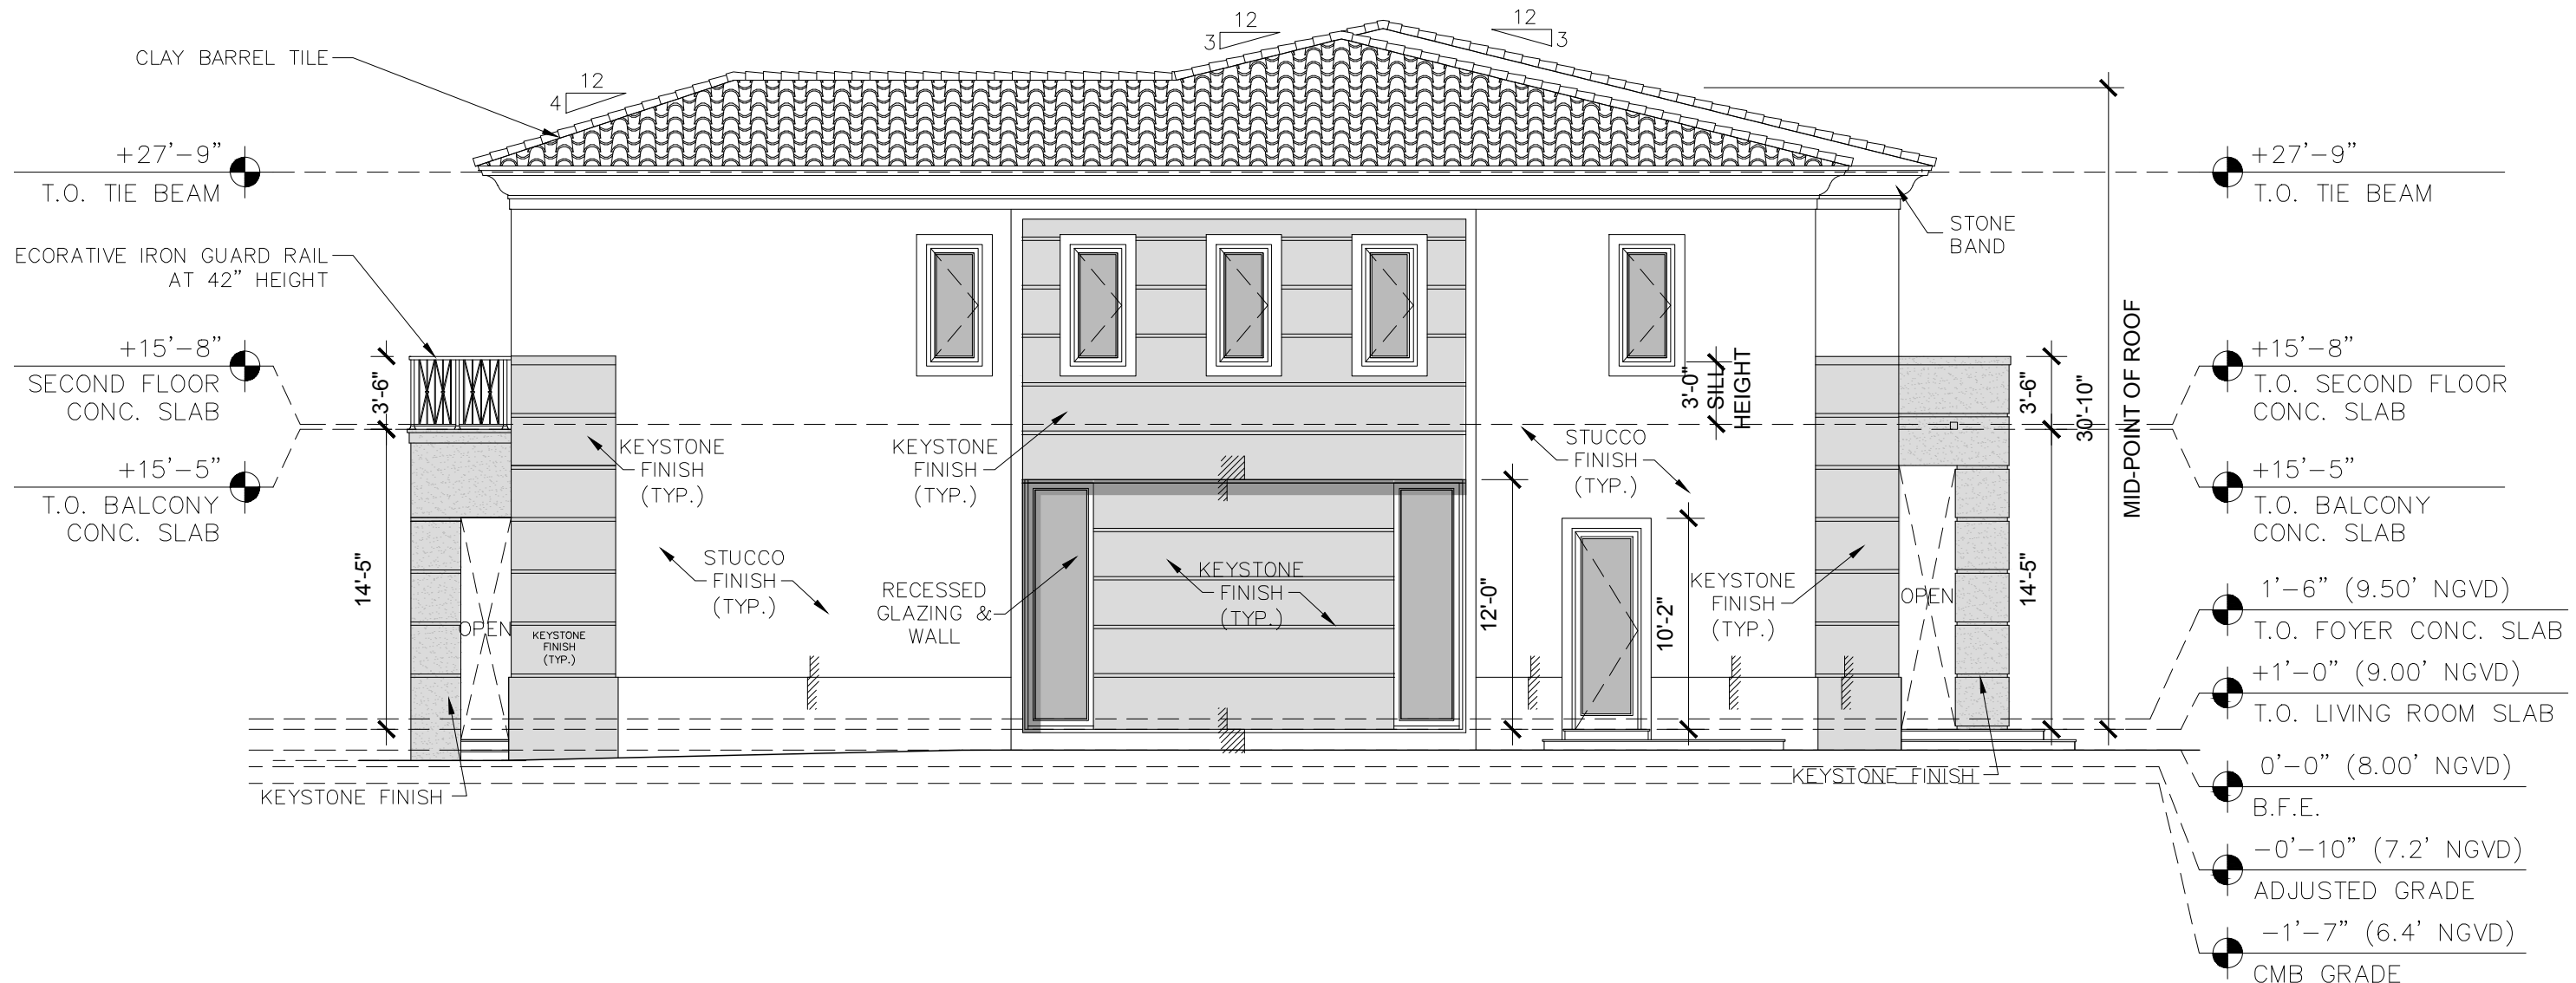 12
3
12
3
CLAY BARREL TILE
12
4
+27'-9"
T.O. TIE BEAM
+27'-9"
T.O. TIE BEAM
STONE
BAND
ECORATIVE IRON GUARD RAIL
AT 42" HEIGHT
+15'-8"
SECOND FLOOR
CONC. SLAB
+15'-5"
T.O. BALCONY
CONC. SLAB
3'-6"
14'-5"
OPEN
KEYSTONE
FINISH
(TYP.)
KEYSTONE
FINISH
(TYP.)
STUCCO
FINISH
(TYP.)
KEYSTONE
FINISH
(TYP.)
RECESSED
GLAZING &
WALL
KEYSTONE
FINISH
(TYP.)
12'-0"
STUCCO
FINISH
(TYP.)
10'-2"
3'-0"
SILL
HEIGHT
KEYSTONE
FINISH
(TYP.)
OPEN
3'-6"
14'-5"
30'-10"
MID-POINT OF ROOF
+15'-8"
T.O. SECOND FLOOR
CONC. SLAB
+15'-5"
T.O. BALCONY
CONC. SLAB
1'-6" (9.50' NGVD)
T.O. FOYER CONC. SLAB
+1'-0" (9.00' NGVD)
T.O. LIVING ROOM SLAB
0'-0" (8.00' NGVD)
B.F.E.
-0'-10" (7.2' NGVD)
ADJUSTED GRADE
-1'-7" (6.4' NGVD)
CMB GRADE
KEYSTONE FINISH
KEYSTONE FINISH